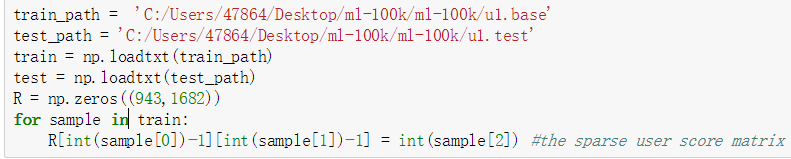 train_path = 'C:/Users/47864/Desktop/ml-100k/ml-100k/u1.base'
test_path = 'C:/Users/47864/Desktop/ml-100k/ml-100k/u1.test'
train = np.loadtxt(train_path)
test = np.loadtxt(test_path)
R = np.zeros((943,1682))
for sample in train:
    R[int(sample[0])-1][int(sample[1])-1] = int(sample[2]) #the sparse user score matrix